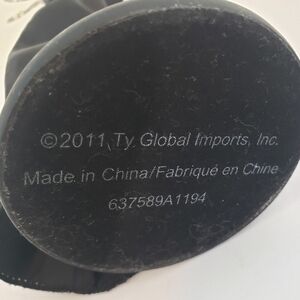 ©2011 Ty Global Imports, Inc.
Made in China/Fabriqué en Chine
637589A1194